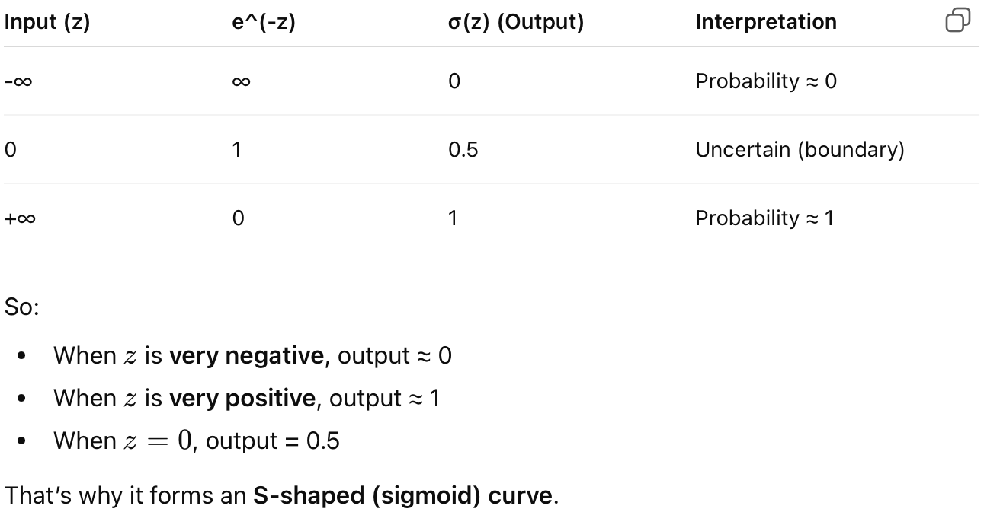 Input (z) e^(-z) σ(z) (Output) Interpretation
-∞ ∞ 0 Probability ≈ 0
0 1 0.5 Uncertain (boundary)
+∞ 0 1 Probability ≈ 1
So:
• When z is very negative, output ≈ 0
• When z is very positive, output ≈ 1
• When z = 0, output = 0.5
That’s why it forms an S-shaped (sigmoid) curve.